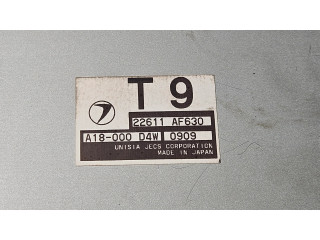 T 9
22611 AF630
A18-000 D4W 0909
UNISIA JECS CORPORATION
MADE IN JAPAN